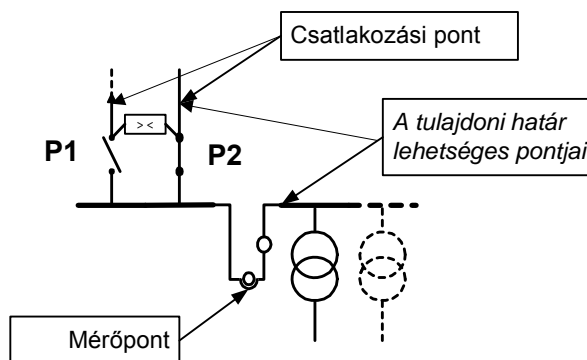 Csatlakozási pont
> <
P1
P2
A tulajdoni határ
lehetséges pontjai
Mérőpont